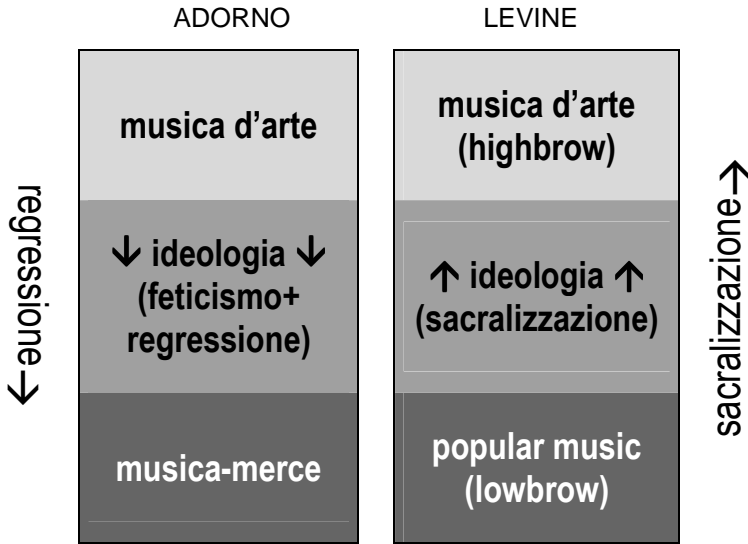 ADORNO
musica d’arte
↓ ideologia ↓
(feticismo+
regressione)
musica-merce
regressione→
LEVINE
musica d’arte
(highbrow)
↑ ideologia ↑
(sacralizzazione)
popular music
(lowbrow)
sacralizzazione→